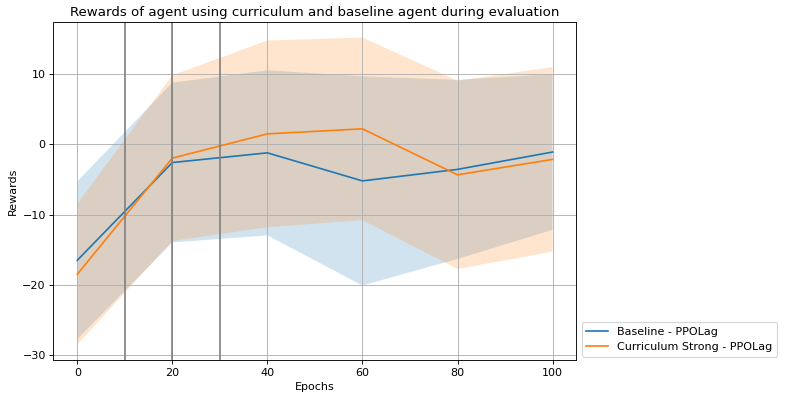 Rewards of agent using curriculum and baseline agent during evaluation
10
0
−10
−20
−30
Rewards
0 20 40 60 80 100
Epochs
Baseline - PPOLag
Curriculum Strong - PPOLag